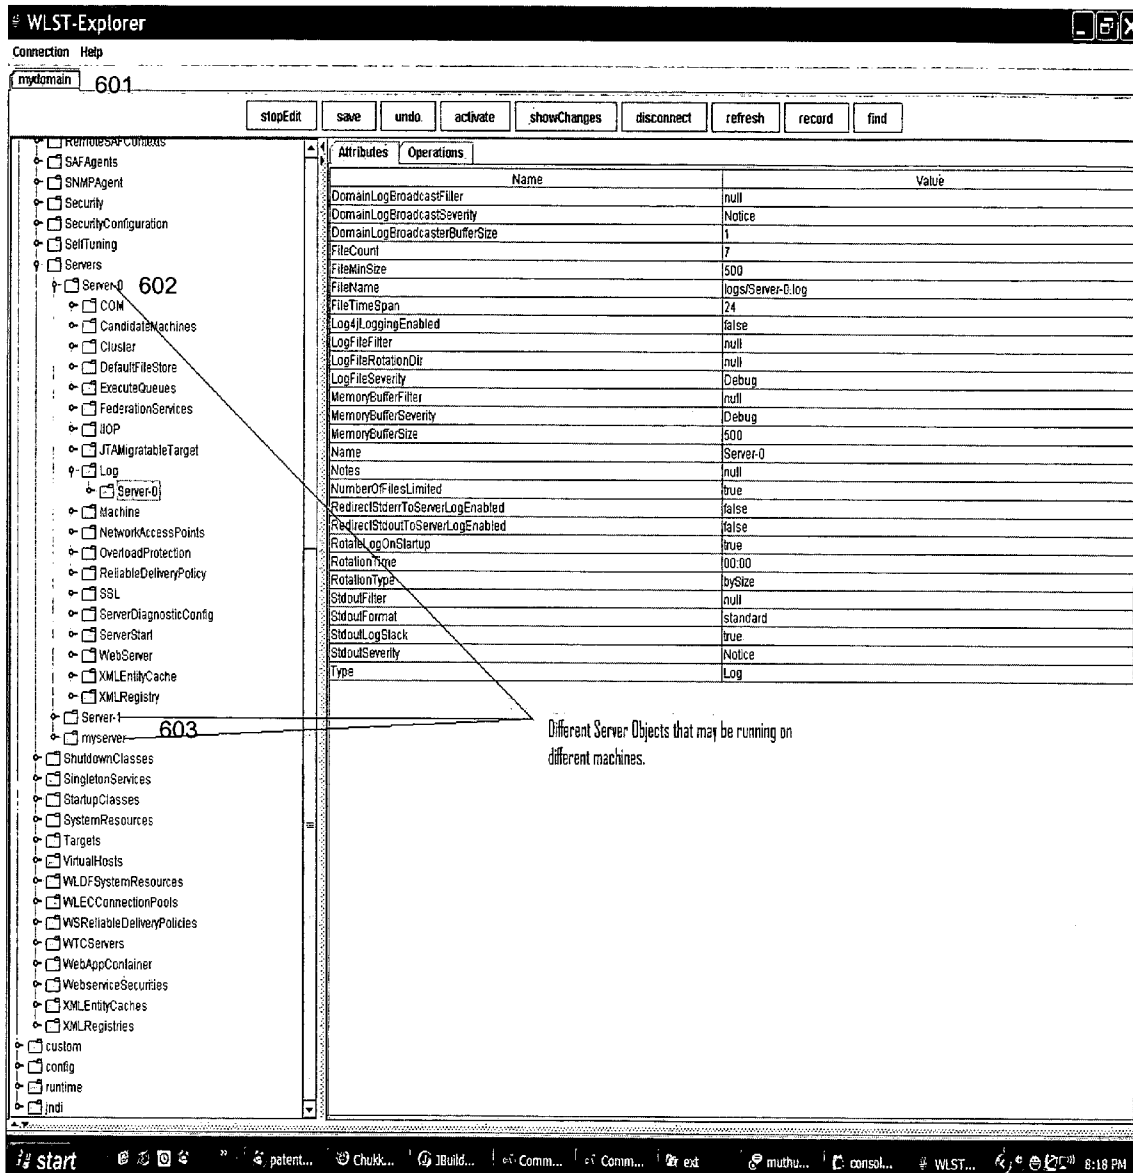 WLST-Explorer
Connection Help
mydomain 601
stopEdit save undo. activate showChanges disconnect refresh record find
RemoteSAFContexts
SAFAgents
SNMPAgent
Security
SecurityConfiguration
SelfTuning
Servers
Server-0 602
COM
CandidateMachines
Cluster
DefaultFileStore
ExecuteQueues
FederationServices
IIOP
JTAMigratableTarget
Log
Server-0
Machine
NetworkAccessPoints
OverloadProtection
ReliableDeliveryPolicy
SSL
ServerDiagnosticConfig
ServerStart
WebServer
XMLEntityCache
XMLRegistry
Server-1
myserver 603
ShutdownClasses
SingletonServices
StartupClasses
SystemResources
Targets
VirtualHosts
WLDFSystemResources
WLECConnectionPools
WSReliableDeliveryPolicies
WTCServers
WebAppContainer
WebserviceSecurities
XMLEntityCaches
XMLRegistries
custom
config
runtime
jndi
Attributes Operations
Name Value
DomainLogBroadcastFilter null
DomainLogBroadcastSeverity Notice
DomainLogBroadcasterBufferSize 1
FileCount 7
FileMinSize 500
FileName logs/Server-0.log
FileTimeSpan 24
Log4jLoggingEnabled false
LogFileFilter null
LogFileRotationDir null
LogFileSeverity Debug
MemoryBufferFilter null
MemoryBufferSeverity Debug
MemoryBufferSize 500
Name Server-0
Notes null
NumberOfFilesLimited true
RedirectStderrToServerLogEnabled false
RedirectStdoutToServerLogEnabled false
RotateLogOnStartup true
RotationTime 00:00
RotationType bySize
StdoutFilter null
StdoutFormat standard
StdoutLogStack true
StdoutSeverity Notice
Type Log
Different Server Objects that may be running on
different machines.
start patent... Chukk... JBuild... Comm... Comm... ext muthu... consol... WLST... 8:18 PM